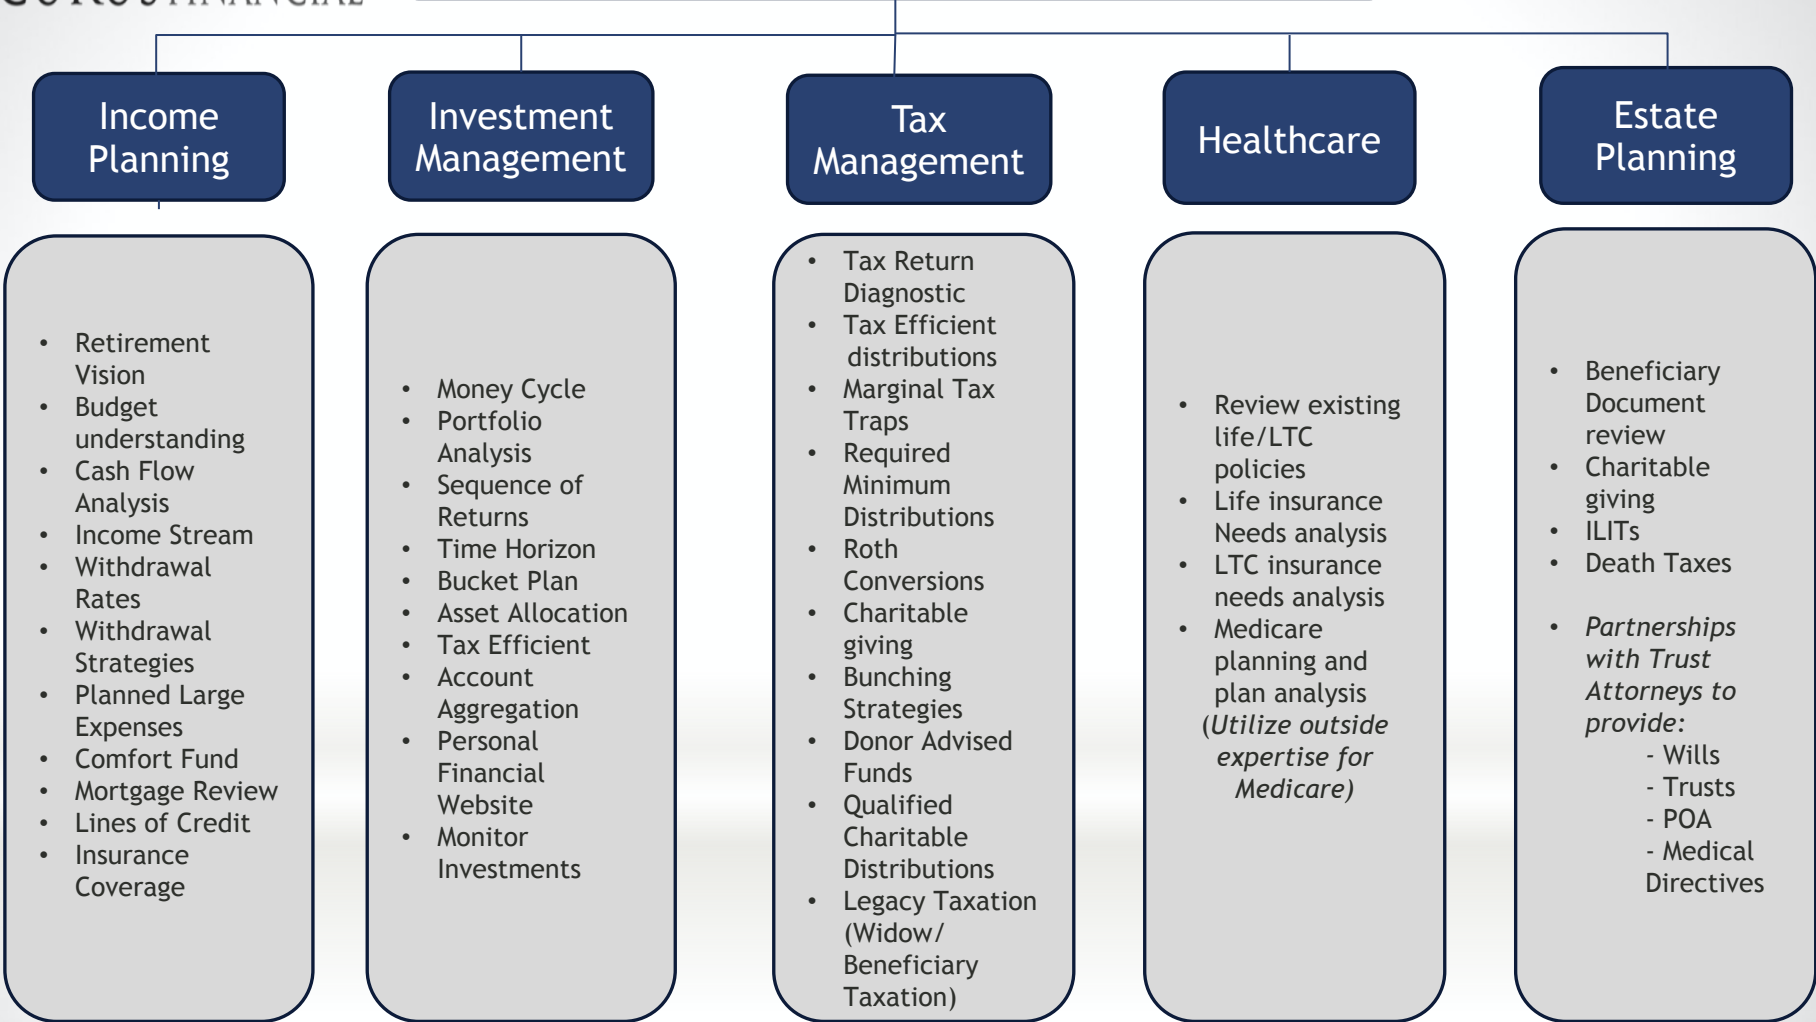 FINANCIAL
Income
Planning
Investment
Management
Tax
Management
Healthcare
Estate
Planning
• Retirement
Vision
• Budget
understanding
• Cash Flow
Analysis
• Income Stream
• Withdrawal
Rates
• Withdrawal
Strategies
• Planned Large
Expenses
• Comfort Fund
• Mortgage Review
• Lines of Credit
• Insurance
Coverage
• Money Cycle
• Portfolio
Analysis
• Sequence of
Returns
• Time Horizon
• Bucket Plan
• Asset Allocation
• Tax Efficient
• Account
Aggregation
• Personal
Financial
Website
• Monitor
Investments
• Tax Return
Diagnostic
• Tax Efficient
distributions
• Marginal Tax
Traps
• Required
Minimum
Distributions
• Roth
Conversions
• Charitable
giving
• Bunching
Strategies
• Donor Advised
Funds
• Qualified
Charitable
Distributions
• Legacy Taxation
(Widow/
Beneficiary
Taxation)
• Review existing
life/LTC
policies
• Life insurance
Needs analysis
• LTC insurance
needs analysis
• Medicare
planning and
plan analysis
(Utilize outside
expertise for
Medicare)
• Beneficiary
Document
review
• Charitable
giving
• ILITs
• Death Taxes
• Partnerships
with Trust
Attorneys to
provide:
- Wills
- Trusts
- POA
- Medical
Directives